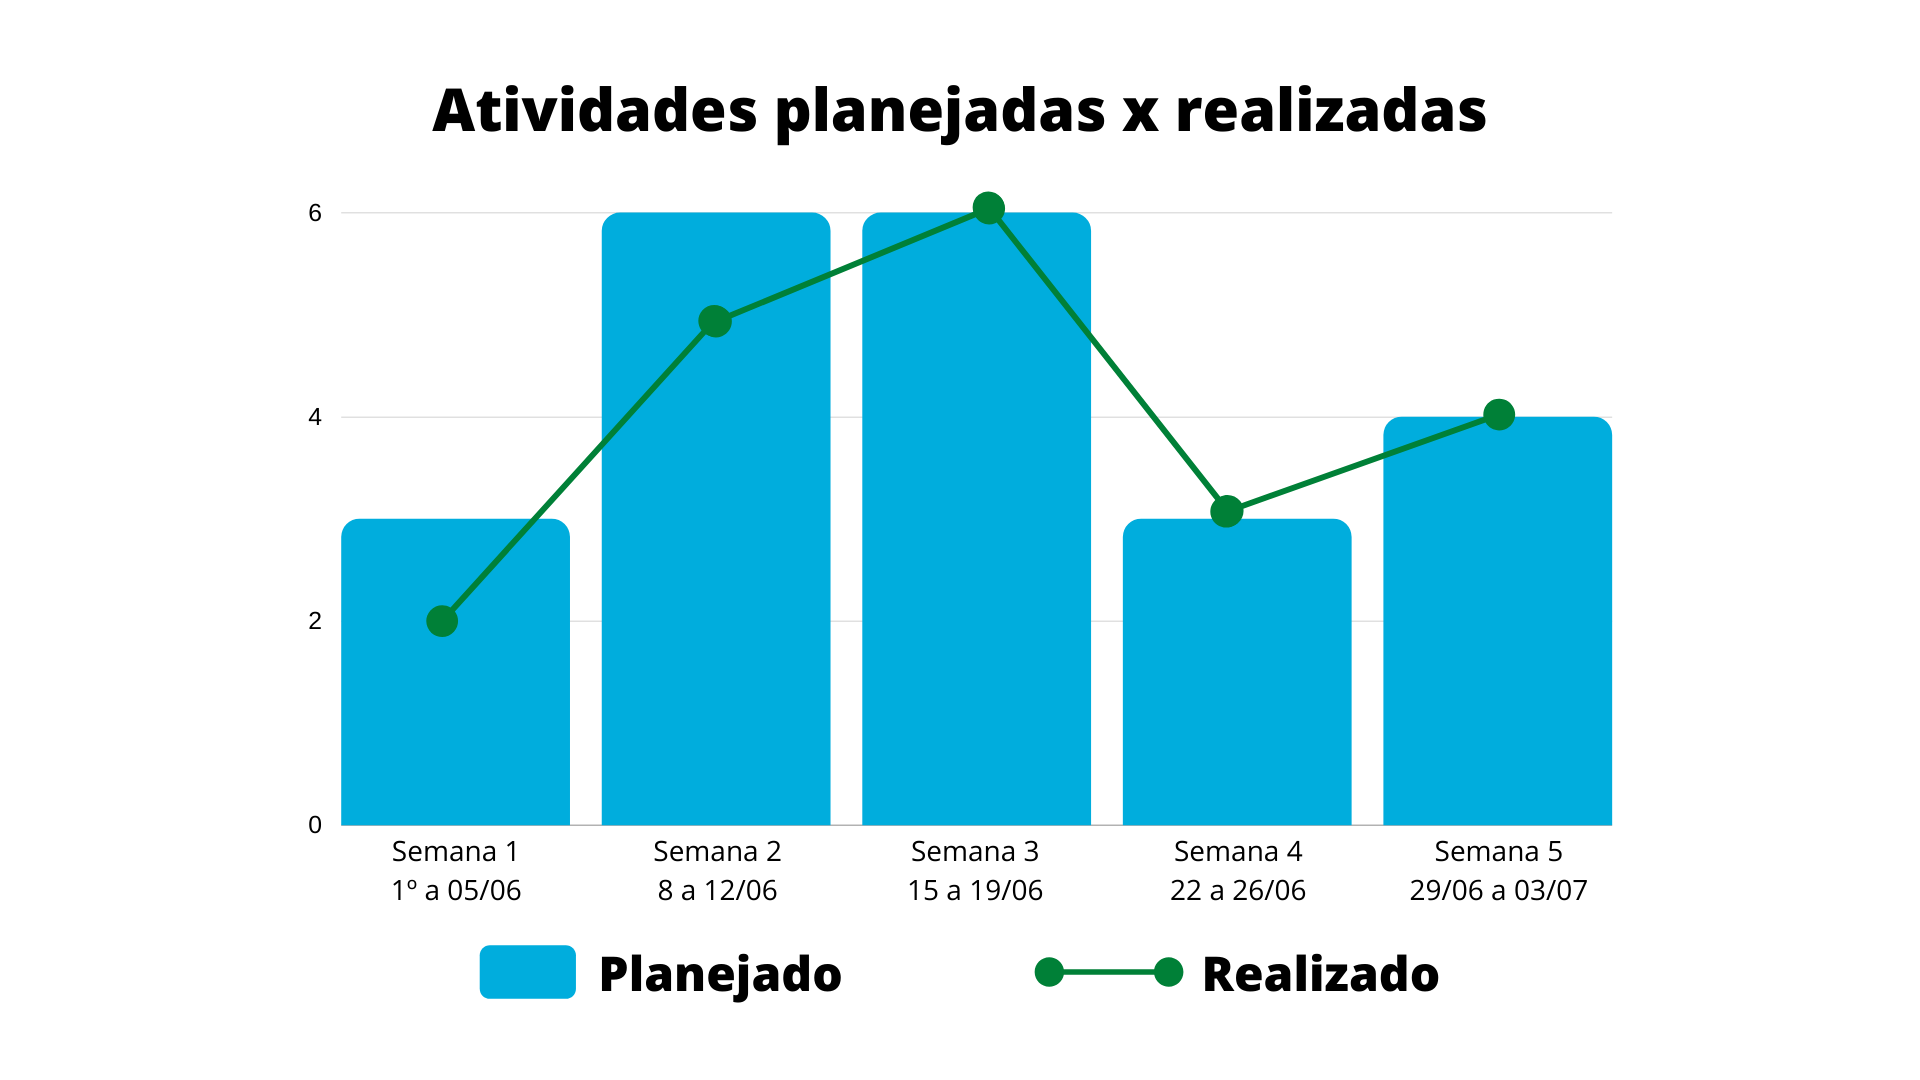 Atividades planejadas x realizadas
6
4
2
0
Semana 1
1º a 05/06
Semana 2
8 a 12/06
Semana 3
15 a 19/06
Semana 4
22 a 26/06
Semana 5
29/06 a 03/07
Planejado
Realizado